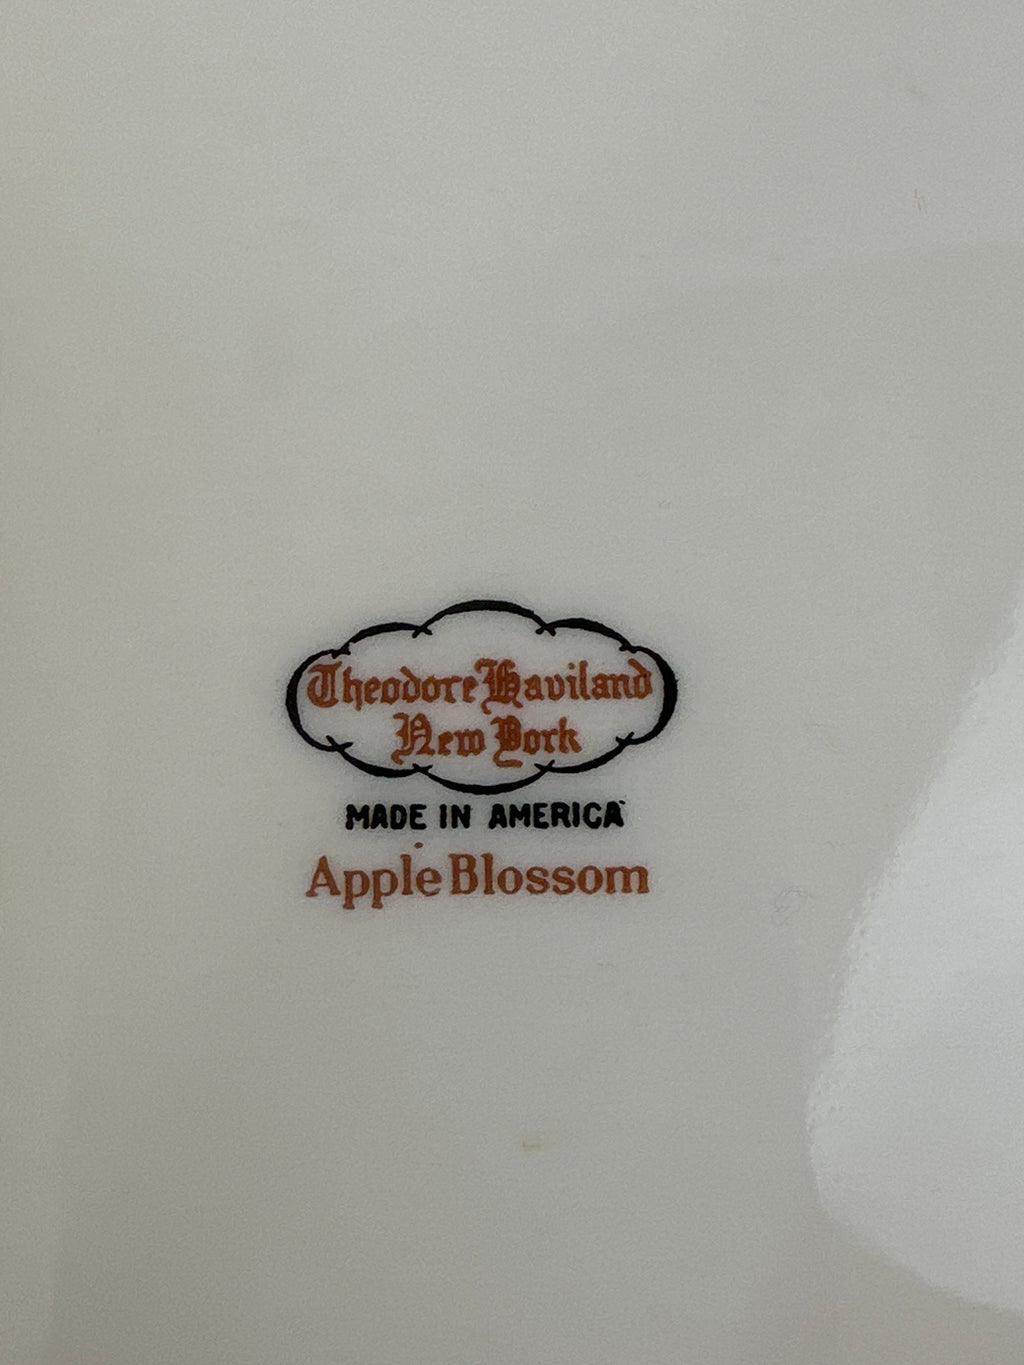 Theodore Haviland
New York
MADE IN AMERICA
Apple Blossom